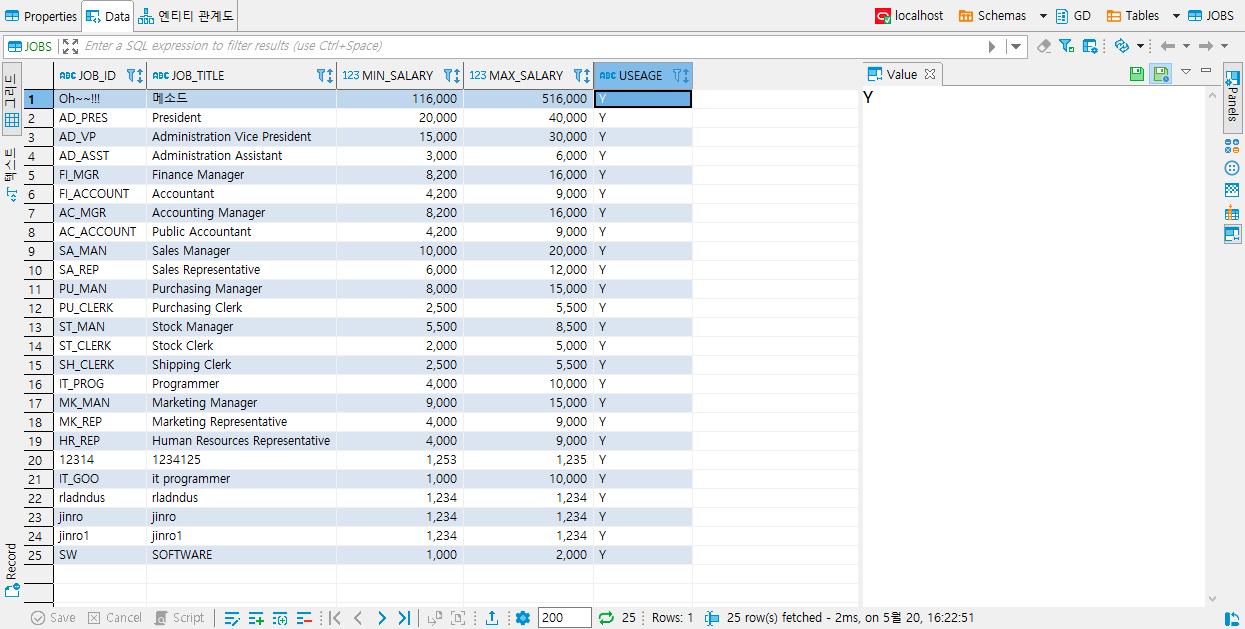 Properties Data 엔티티 관계도 localhost Schemas GD Tables JOBS
JOBS Enter a SQL expression to filter results (use Ctrl+Space)
그리드
텍스트
Record
ABC JOB_ID ABC JOB_TITLE 123 MIN_SALARY 123 MAX_SALARY ABC USEAGE
1 Oh~~!!! 메소드 116,000 516,000 Y
2 AD_PRES President 20,000 40,000 Y
3 AD_VP Administration Vice President 15,000 30,000 Y
4 AD_ASST Administration Assistant 3,000 6,000 Y
5 FI_MGR Finance Manager 8,200 16,000 Y
6 FI_ACCOUNT Accountant 4,200 9,000 Y
7 AC_MGR Accounting Manager 8,200 16,000 Y
8 AC_ACCOUNT Public Accountant 4,200 9,000 Y
9 SA_MAN Sales Manager 10,000 20,000 Y
10 SA_REP Sales Representative 6,000 12,000 Y
11 PU_MAN Purchasing Manager 8,000 15,000 Y
12 PU_CLERK Purchasing Clerk 2,500 5,500 Y
13 ST_MAN Stock Manager 5,500 8,500 Y
14 ST_CLERK Stock Clerk 2,000 5,000 Y
15 SH_CLERK Shipping Clerk 2,500 5,500 Y
16 IT_PROG Programmer 4,000 10,000 Y
17 MK_MAN Marketing Manager 9,000 15,000 Y
18 MK_REP Marketing Representative 4,000 9,000 Y
19 HR_REP Human Resources Representative 4,000 9,000 Y
20 12314 1234125 1,253 1,235 Y
21 IT_GOO it programmer 1,000 10,000 Y
22 rladndus rladndus 1,234 1,234 Y
23 jinro jinro 1,234 1,234 Y
24 jinro1 jinro1 1,234 1,234 Y
25 SW SOFTWARE 1,000 2,000 Y
Value
Y
Panels
Save Cancel Script 200 25 Rows: 1 25 row(s) fetched - 2ms, on 5월 20, 16:22:51